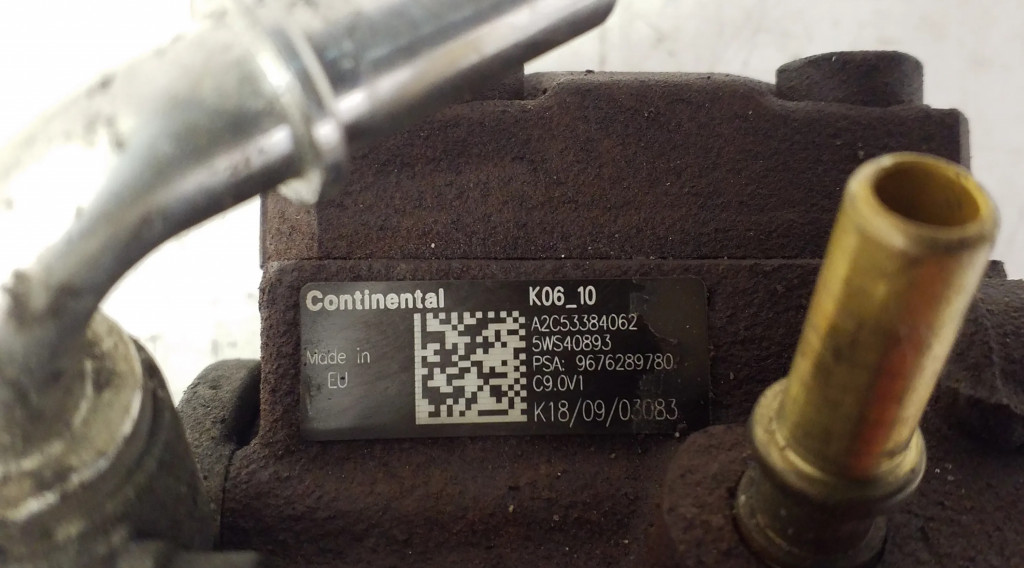 Continental
K06_10
A2C53384062
5WS40893
PSA: 9676289780
C9.0V1
K18/09/03083
Made in
EU